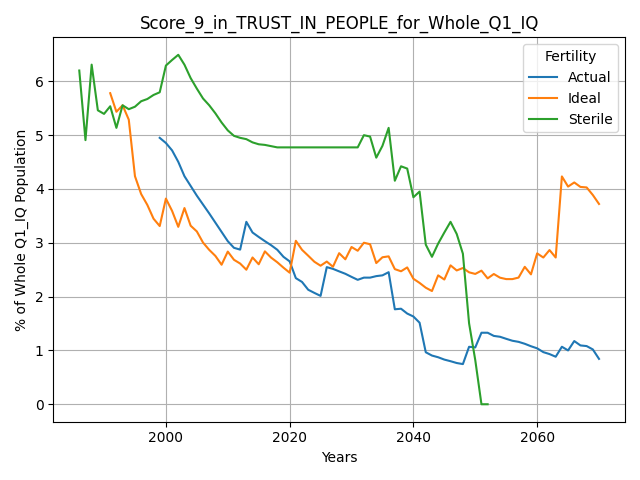 Score_9_in_TRUST_IN_PEOPLE_for_Whole_Q1_IQ
Fertility
Actual
Ideal
Sterile
% of Whole Q1_IQ Population
6
5
4
3
2
1
0
2000 2020 2040 2060
Years